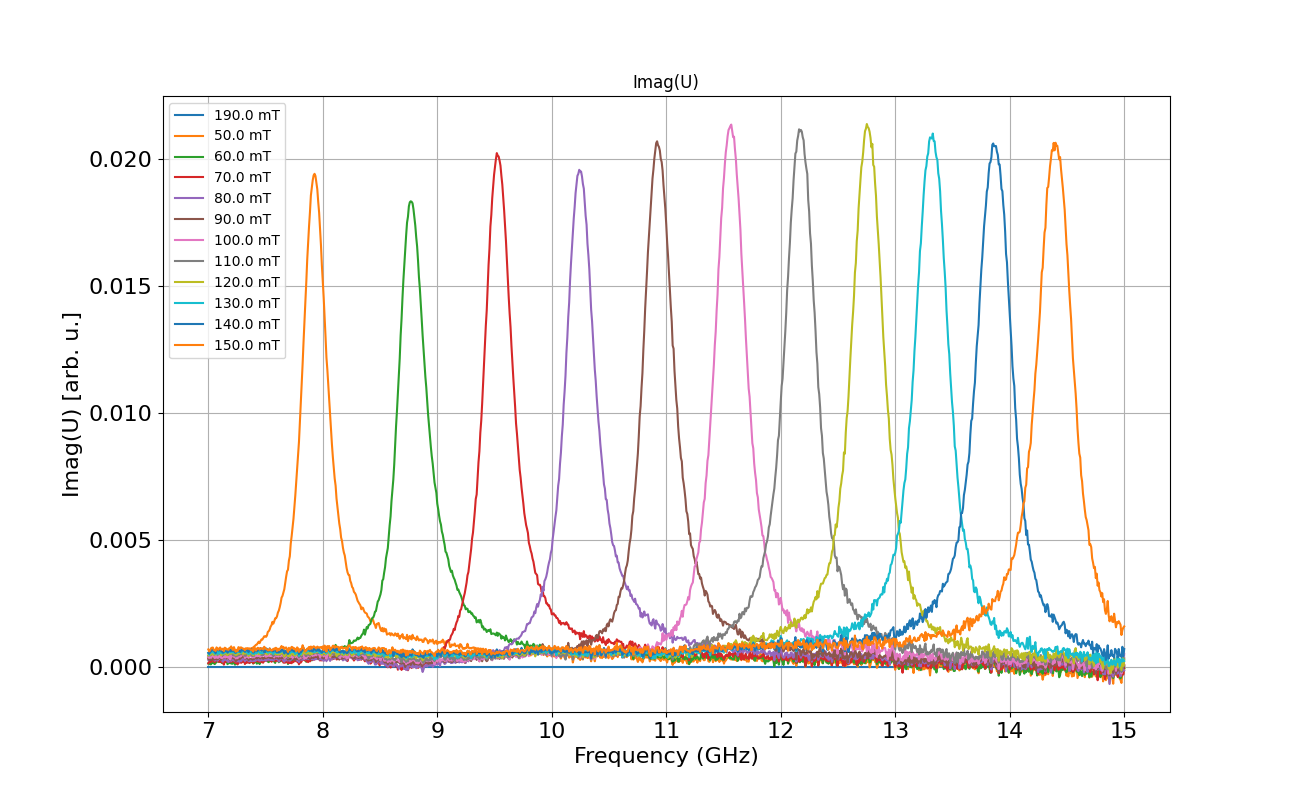 Imag(U)
190.0 mT
50.0 mT
60.0 mT
70.0 mT
80.0 mT
90.0 mT
100.0 mT
110.0 mT
120.0 mT
130.0 mT
140.0 mT
150.0 mT
0.020
0.015
0.010
0.005
0.000
Imag(U) [arb. u.]
7 8 9 10 11 12 13 14 15
Frequency (GHz)